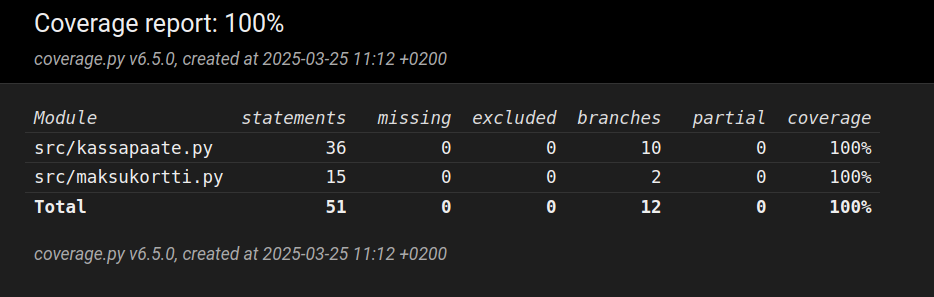 Coverage report: 100%
coverage.py v6.5.0, created at 2025-03-25 11:12 +0200
Module statements missing excluded branches partial coverage
src/kassapaate.py 36 0 0 10 0 100%
src/maksukortti.py 15 0 0 2 0 100%
Total 51 0 0 12 0 100%
coverage.py v6.5.0, created at 2025-03-25 11:12 +0200